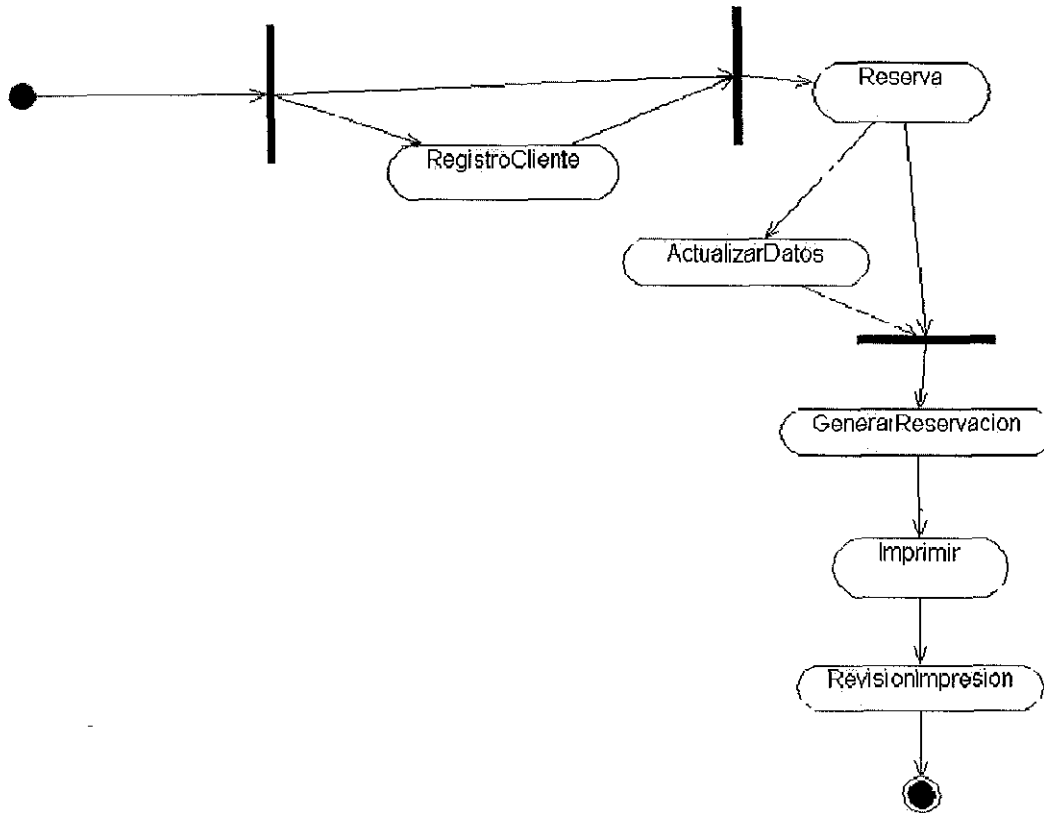 Reserva
RegistroCliente
ActualizarDatos
GenerarReservacion
Imprimir
RevisionImpresion